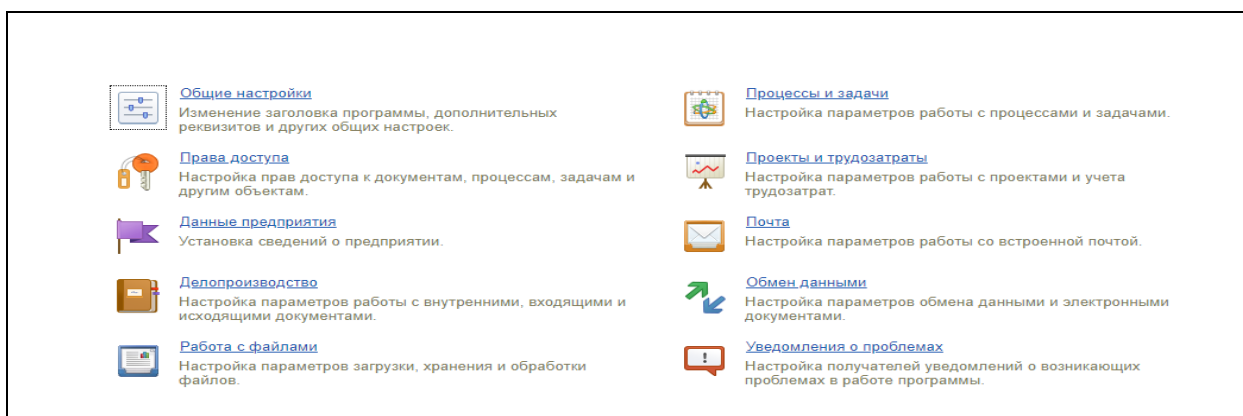 Общие настройки
Изменение заголовка программы, дополнительных
реквизитов и других общих настроек.
Права доступа
Настройка прав доступа к документам, процессам, задачам и
другим объектам.
Данные предприятия
Установка сведений о предприятии.
Делопроизводство
Настройка параметров работы с внутренними, входящими и
исходящими документами.
Работа с файлами
Настройка параметров загрузки, хранения и обработки
файлов.
Процессы и задачи
Настройка параметров работы с процессами и задачами.
Проекты и трудозатраты
Настройка параметров работы с проектами и учета
трудозатрат.
Почта
Настройка параметров работы со встроенной почтой.
Обмен данными
Настройка параметров обмена данными и электронными
документами.
Уведомления о проблемах
Настройка получателей уведомлений о возникающих
проблемах в работе программы.